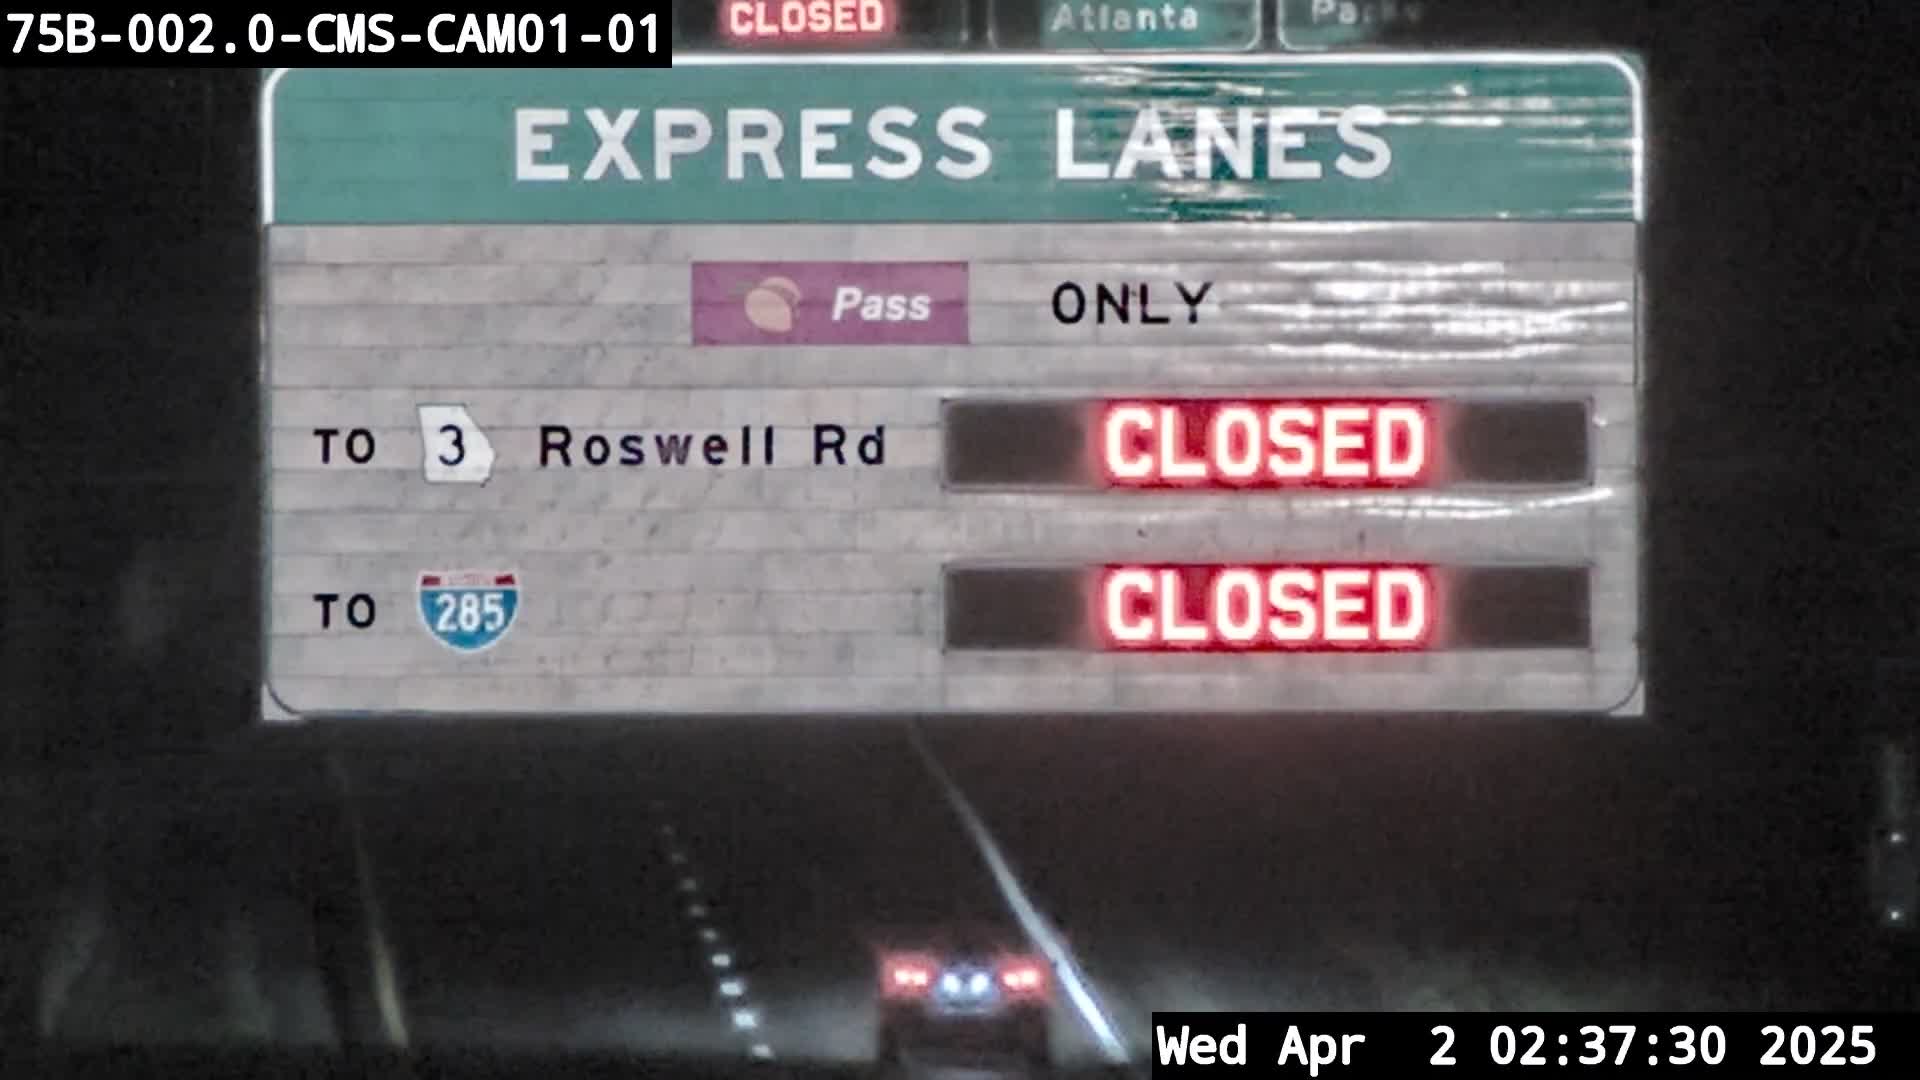 75B-002.0-CMS-CAM01-01
CLOSED
Atlanta
EXPRESS LANES
Pass ONLY
TO 3 Roswell Rd CLOSED
TO 285 CLOSED
Wed Apr 2 02:37:30 2025